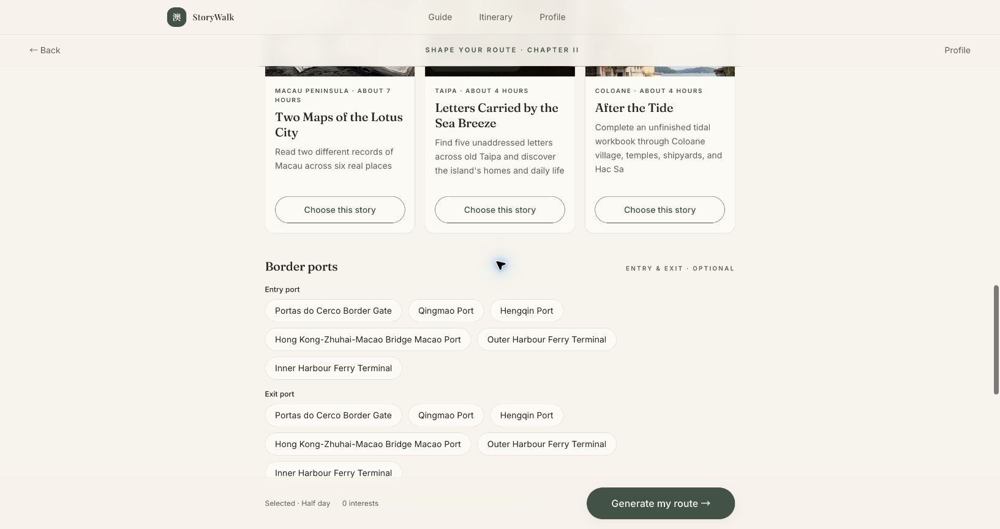 澳 StoryWalk
Guide Itinerary Profile
← Back
SHAPE YOUR ROUTE · CHAPTER II
Profile
MACAU PENINSULA · ABOUT 7
HOURS
Two Maps of the Lotus
City
Read two different records of
Macau across six real places
Choose this story
TAIPA · ABOUT 4 HOURS
Letters Carried by the
Sea Breeze
Find five unaddressed letters
across old Taipa and discover
the island's homes and daily life
Choose this story
COLOANE · ABOUT 4 HOURS
After the Tide
Complete an unfinished tidal
workbook through Coloane
village, temples, shipyards, and
Hac Sa
Choose this story
Border ports
ENTRY & EXIT · OPTIONAL
Entry port
Portas do Cerco Border Gate Qingmao Port Hengqin Port
Hong Kong-Zhuhai-Macao Bridge Macao Port Outer Harbour Ferry Terminal
Inner Harbour Ferry Terminal
Exit port
Portas do Cerco Border Gate Qingmao Port Hengqin Port
Hong Kong-Zhuhai-Macao Bridge Macao Port Outer Harbour Ferry Terminal
Inner Harbour Ferry Terminal
Selected · Half day · 0 interests
Generate my route →